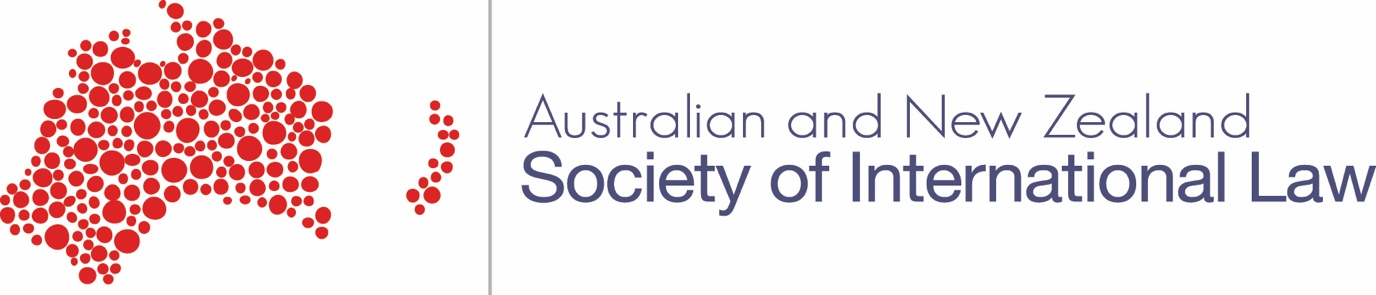 Australian and New Zealand
Society of International Law